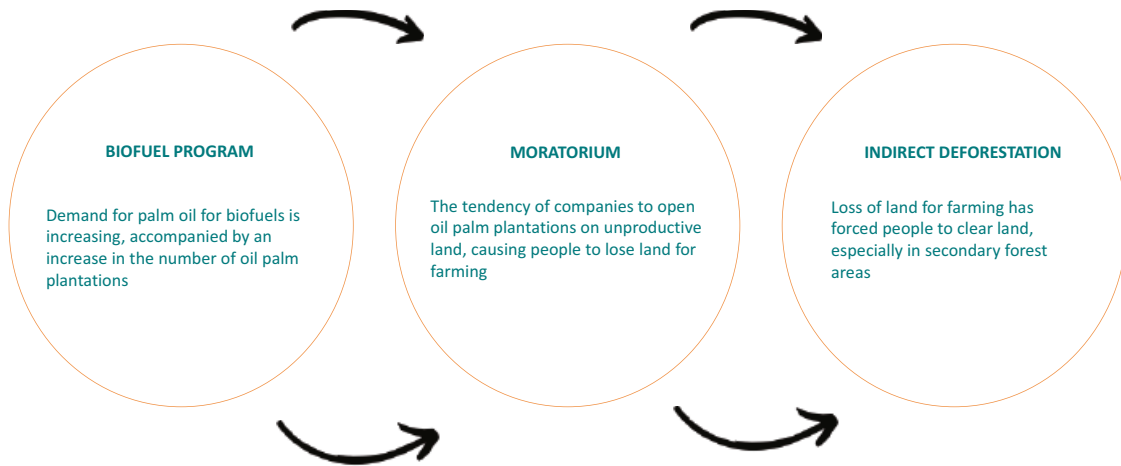 BIOFUEL PROGRAM
Demand for palm oil for biofuels is
increasing, accompanied by an
increase in the number of oil palm
plantations
MORATORIUM
The tendency of companies to open
oil palm plantations on unproductive
land, causing people to lose land for
farming
INDIRECT DEFORESTATION
Loss of land for farming has
forced people to clear land,
especially in secondary forest
areas